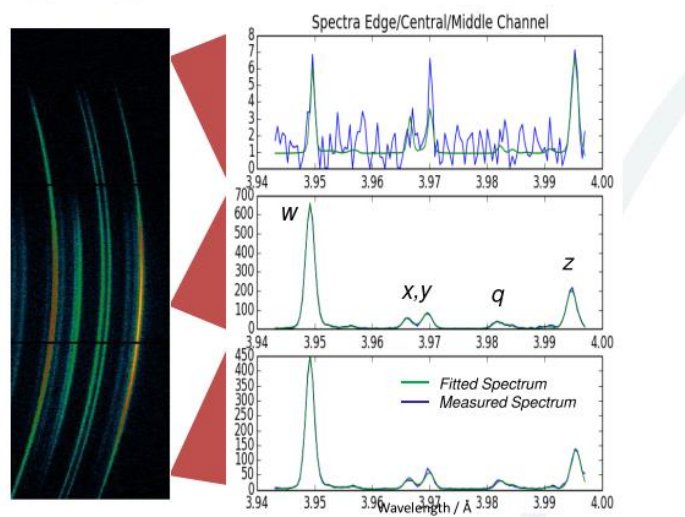 Spectra Edge/Central/Middle Channel
8
7
6
5
4
3
2
1
0
3.94 3.95 3.96 3.97 3.98 3.99 4.00
700
600
500
400
300
200
100
0
w
x,y
q
z
3.94 3.95 3.96 3.97 3.98 3.99 4.00
450
400
350
300
250
200
150
100
50
0
Fitted Spectrum
Measured Spectrum
3.94 3.95 3.96 3.97 3.98 3.99 4.00
Wavelength / Å